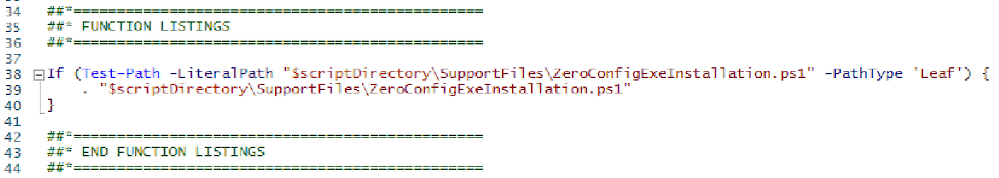 34 ##*===============================================
35 ##* FUNCTION LISTINGS
36 ##*===============================================
37
38 If (Test-Path -LiteralPath "$scriptDirectory\SupportFiles\ZeroConfigExeInstallation.ps1" -PathType 'Leaf') {
39 . "$scriptDirectory\SupportFiles\ZeroConfigExeInstallation.ps1"
40 }
41
42 ##*===============================================
43 ##* END FUNCTION LISTINGS
44 ##*===============================================